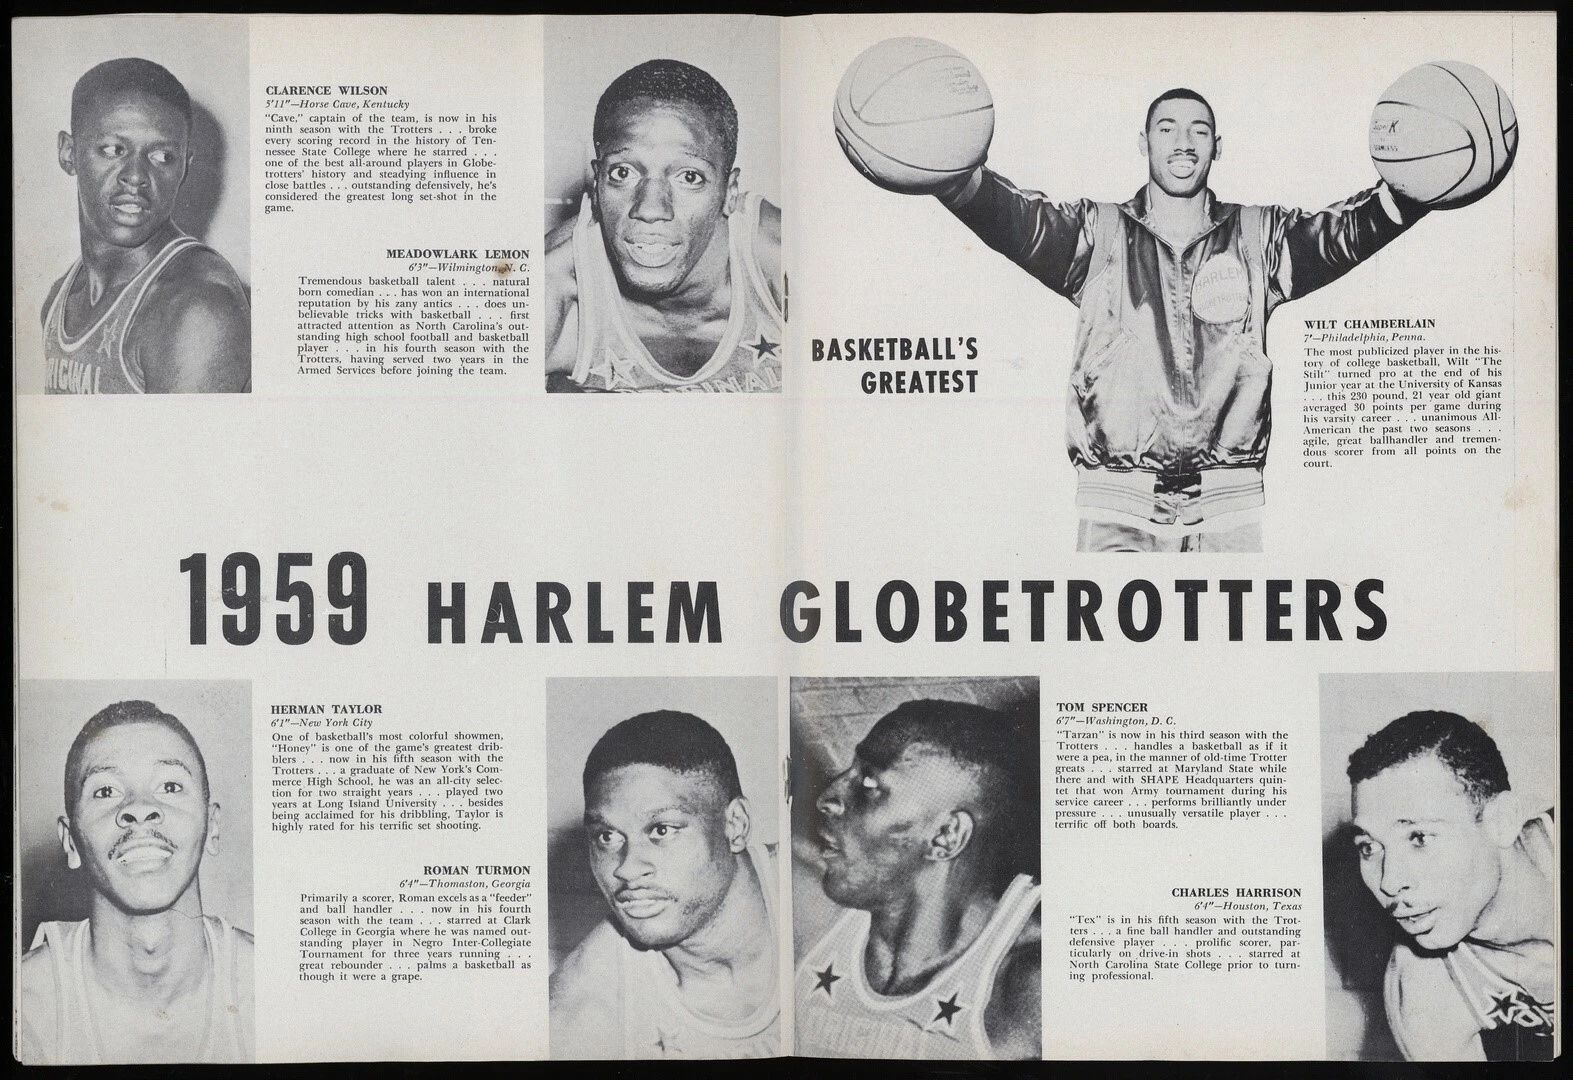 CLARENCE WILSON
5'11"—Horse Cave, Kentucky
"Cave," captain of the team, is now in his
ninth season with the Trotters . . . broke
every scoring record in the history of Ten-
nessee State College where he starred . . .
one of the best all-around players in Globe-
trotters' history and steadying influence in
close battles . . . outstanding defensively, he's
considered the greatest long set-shot in the
game.
MEADOWLARK LEMON
6'3"—Wilmington, N. C.
Tremendous basketball talent . . . natural
born comedian . . . has won an international
reputation by his zany antics . . . does un-
believable tricks with basketball . . . first
attracted attention as North Carolina's out-
standing high school football and basketball
player . . . in his fourth season with the
Trotters, having served two years in the
Armed Services before joining the team.
BASKETBALL'S
GREATEST
HARLEM
WILT CHAMBERLAIN
7'—Philadelphia, Penna.
The most publicized player in the his-
tory of college basketball, Wilt "The
Stilt" turned pro at the end of his
Junior year at the University of Kansas
. . . this 230 pound, 21 year old giant
averaged 30 points per game during
his varsity career . . . unanimous All-
American the past two seasons . . .
agile, great ballhandler and tremen-
dous scorer from all points on the
court.
1959 HARLEM GLOBETROTTERS
HERMAN TAYLOR
6'1"—New York City
One of basketball's most colorful showmen,
"Honey" is one of the game's greatest drib-
blers . . . now in his fifth season with the
Trotters . . . a graduate of New York's Com-
merce High School, he was an all-city selec-
tion for two straight years . . . played two
years at Long Island University . . . besides
being acclaimed for his dribbling, Taylor is
highly rated for his terrific set shooting.
ROMAN TURMON
6'4"—Thomaston, Georgia
Primarily a scorer, Roman excels as a "feeder"
and ball handler . . . now in his fourth
season with the team . . . starred at Clark
College in Georgia where he was named out-
standing player in Negro Inter-Collegiate
Tournament for three years running . . .
great rebounder . . . palms a basketball as
though it were a grape.
TOM SPENCER
6'7"—Washington, D. C.
"Tarzan" is now in his third season with the
Trotters . . . handles a basketball as if it
were a pea, in the manner of old-time Trotter
greats . . . starred at Maryland State while
there and with SHAPE Headquarters quin-
tet that won Army tournament during his
service career . . . performs brilliantly under
pressure . . . unusually versatile player . . .
terrific off both boards.
CHARLES HARRISON
6'4"—Houston, Texas
"Tex" is in his fifth season with the Trot-
ters . . . a fine ball handler and outstanding
defensive player . . . prolific scorer, par-
ticularly on drive-in shots . . . starred at
North Carolina State College prior to turn-
ing professional.